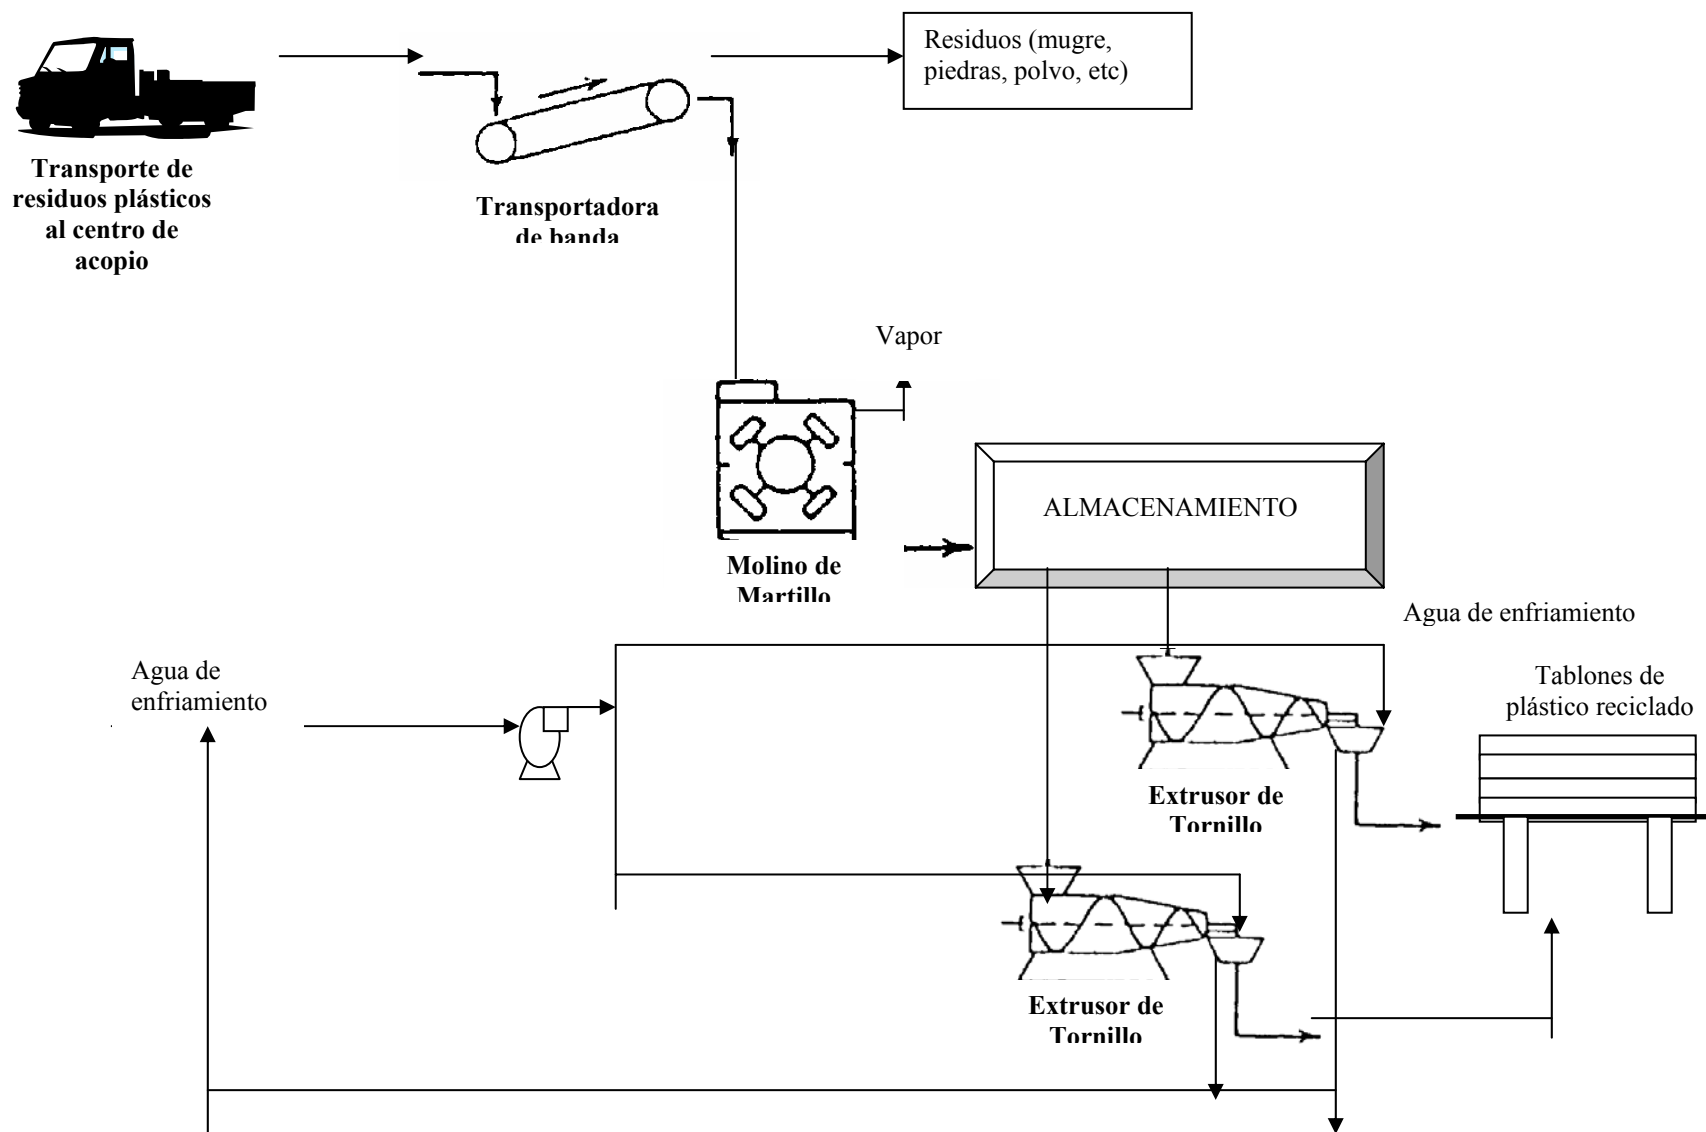 Residuos (mugre,
piedras, polvo, etc)
Transporte de
residuos plásticos
al centro de
acopio
Transportadora
de banda
Vapor
ALMACENAMIENTO
Molino de
Martillo
Agua de enfriamiento
Agua de
enfriamiento
Tablones de
plástico reciclado
Extrusor de
Tornillo
Extrusor de
Tornillo